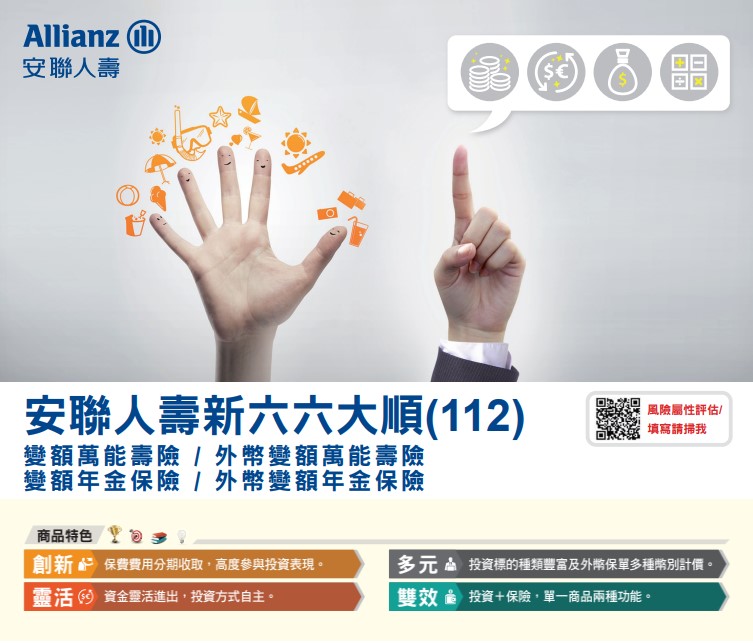 Allianz
安聯人壽
安聯人壽新六六大順(112)
變額萬能壽險 / 外幣變額萬能壽險
變額年金保險 / 外幣變額年金保險
風險屬性評估/
填寫請掃我
商品特色
創新 保費費用分期收取，高度參與投資表現。
多元 投資標的種類豐富及外幣保單多種幣別計價。
靈活 資金靈活進出，投資方式自主。
雙效 投資＋保險，單一商品兩種功能。